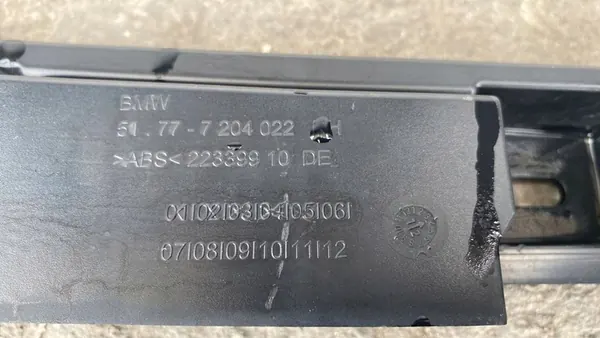 BMW
51.77-7 204 022 H
>ABS< 223399 10 DE
01|02|03|04|05|06|
07|08|09|10|11|12
12